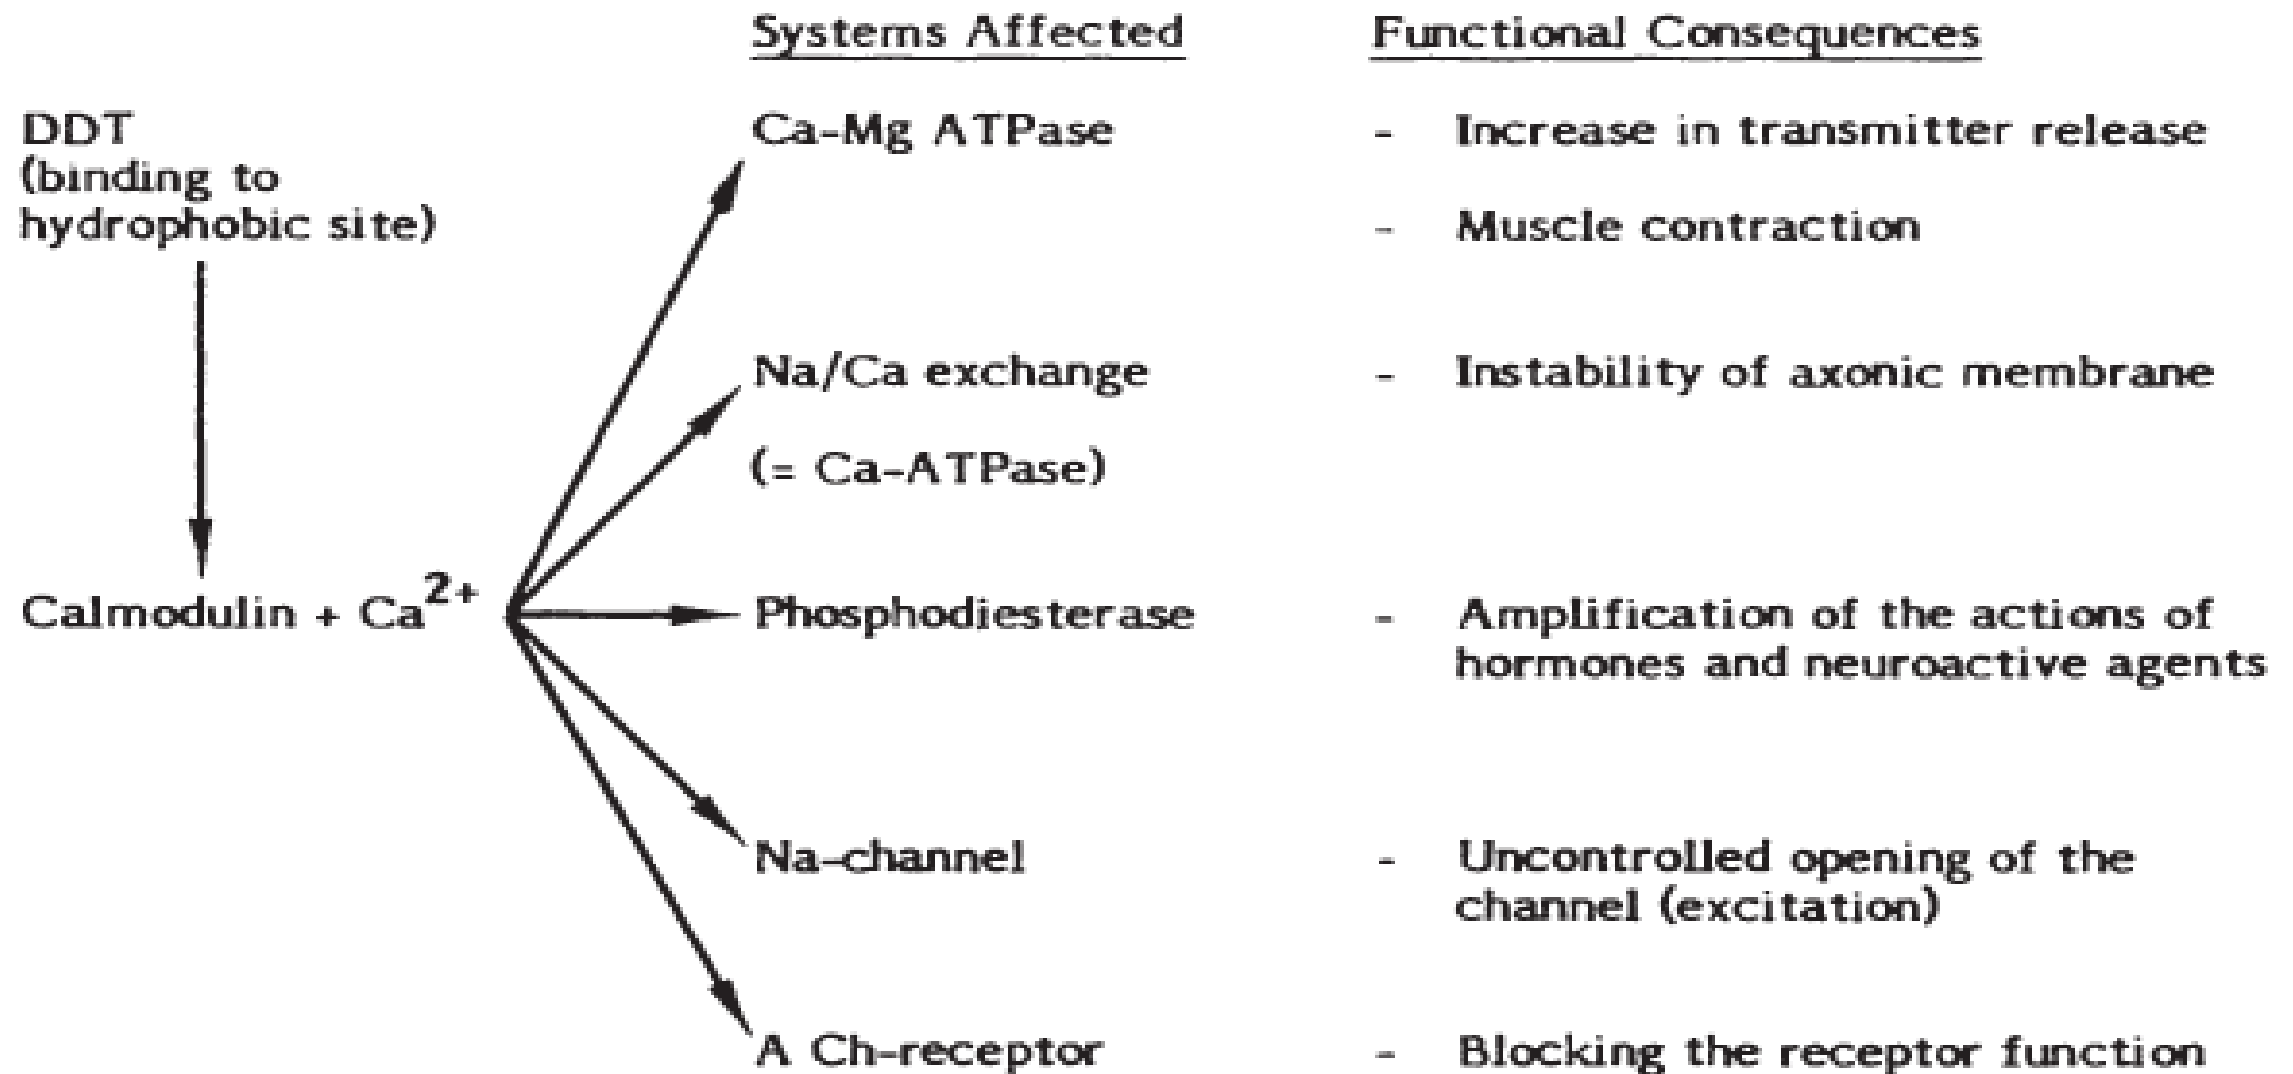 Systems Affected
Functional Consequences
DDT
(binding to
hydrophobic site)
Calmodulin + Ca²⁺
Ca-Mg ATPase
- Increase in transmitter release
- Muscle contraction
Na/Ca exchange
(= Ca-ATPase)
- Instability of axonic membrane
Phosphodiesterase
- Amplification of the actions of
hormones and neuroactive agents
Na-channel
- Uncontrolled opening of the
channel (excitation)
A Ch-receptor
- Blocking the receptor function